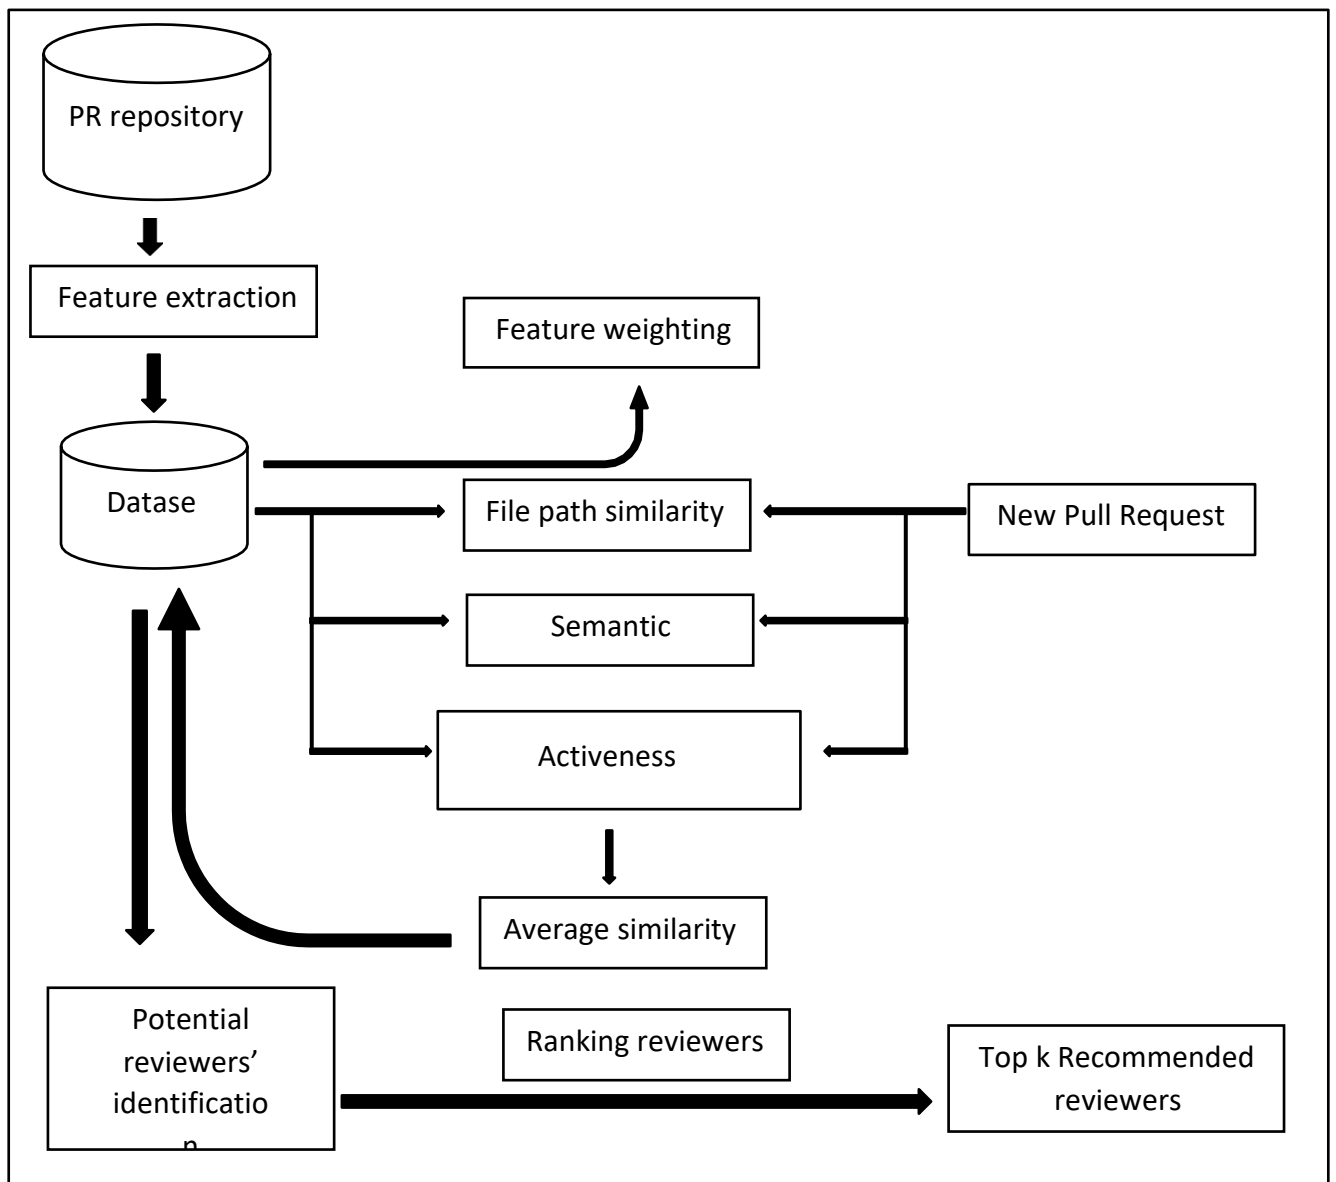 PR repository
Feature extraction
Feature weighting
Datase
File path similarity
New Pull Request
Semantic
Activeness
Average similarity
Potential
reviewers’
identificatio
n
Ranking reviewers
Top k Recommended
reviewers